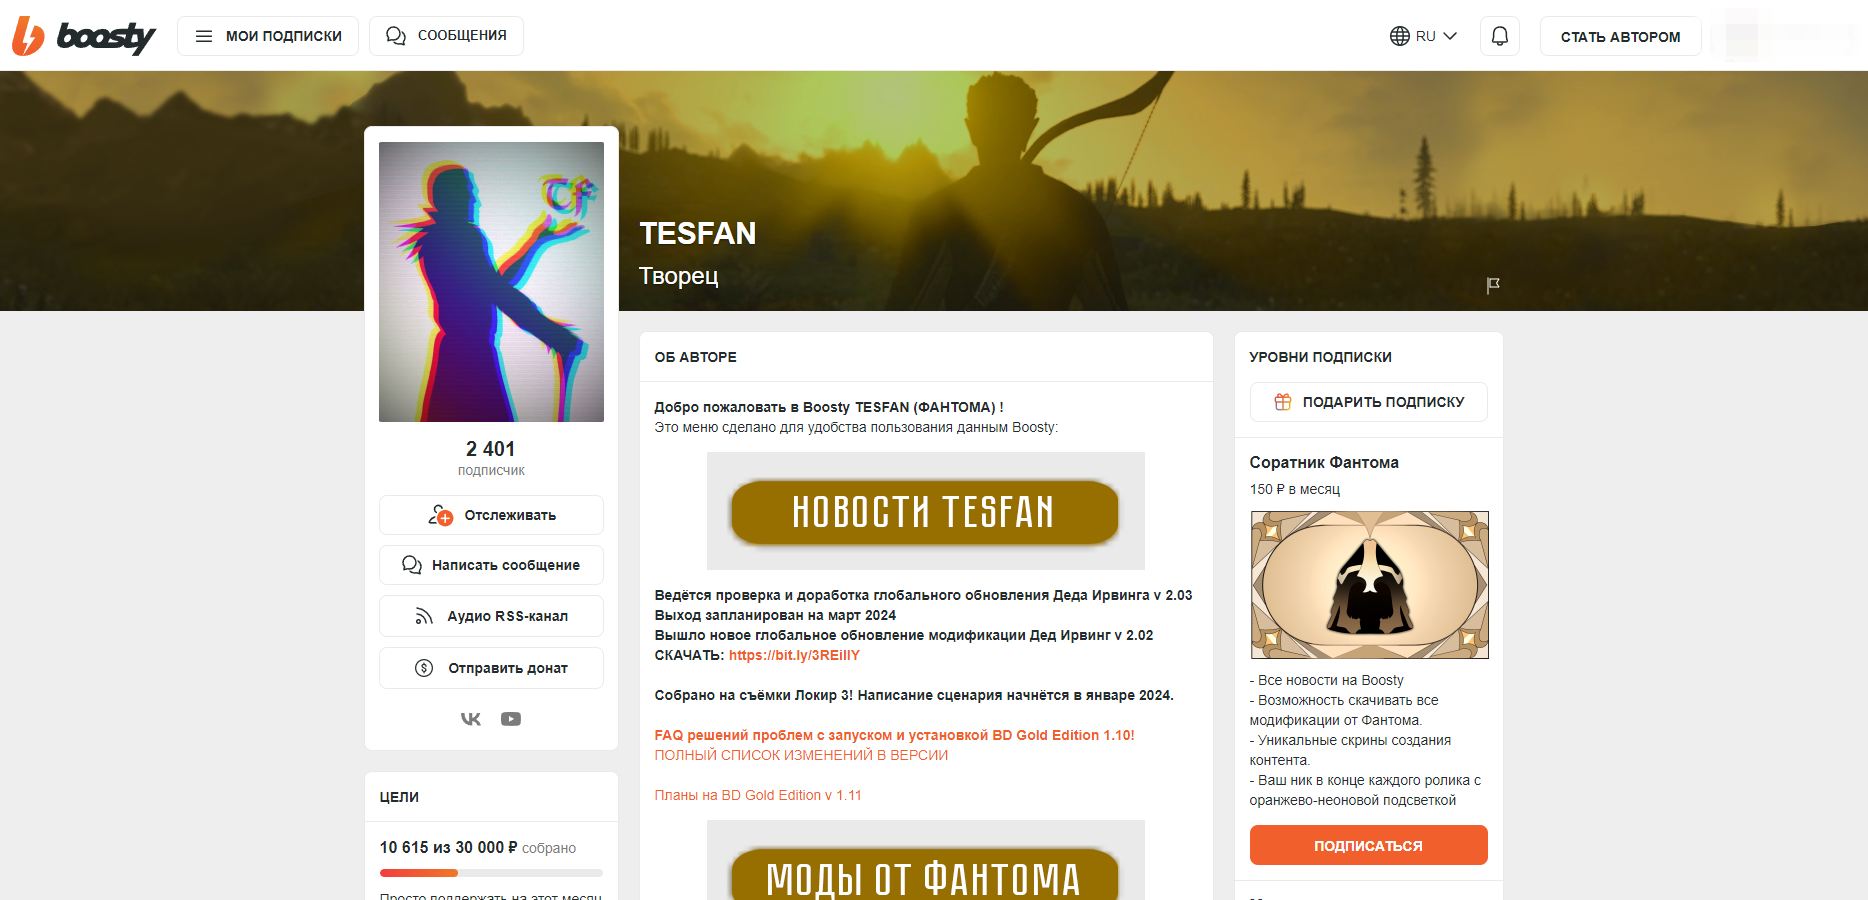 boosty
МОИ ПОДПИСКИ
СООБЩЕНИЯ
RU
СТАТЬ АВТОРОМ
TESFAN
Творец
2 401
подписчик
Отслеживать
Написать сообщение
Аудио RSS-канал
Отправить донат
ЦЕЛИ
10 615 из 30 000 ₽ собрано
Просто поддержать на этот месяц
ОБ АВТОРЕ
Добро пожаловать в Boosty TESFAN (ФАНТОМА) !
Это меню сделано для удобства пользования данным Boosty:
НОВОСТИ TESFAN
Ведётся проверка и доработка глобального обновления Деда Ирвинга v 2.03
Выход запланирован на март 2024
Вышло новое глобальное обновление модификации Дед Ирвинг v 2.02
СКАЧАТЬ: https://bit.ly/3REillY
Собрано на съёмки Локир 3! Написание сценария начнётся в январе 2024.
FAQ решений проблем с запуском и установкой BD Gold Edition 1.10!
ПОЛНЫЙ СПИСОК ИЗМЕНЕНИЙ В ВЕРСИИ
Планы на BD Gold Edition v 1.11
МОДЫ ОТ ФАНТОМА
УРОВНИ ПОДПИСКИ
ПОДАРИТЬ ПОДПИСКУ
Соратник Фантома
150 ₽ в месяц
- Все новости на Boosty
- Возможность скачивать все
модификации от Фантома.
- Уникальные скрины создания
контента.
- Ваш ник в конце каждого ролика с
оранжево-неоновой подсветкой
ПОДПИСАТЬСЯ